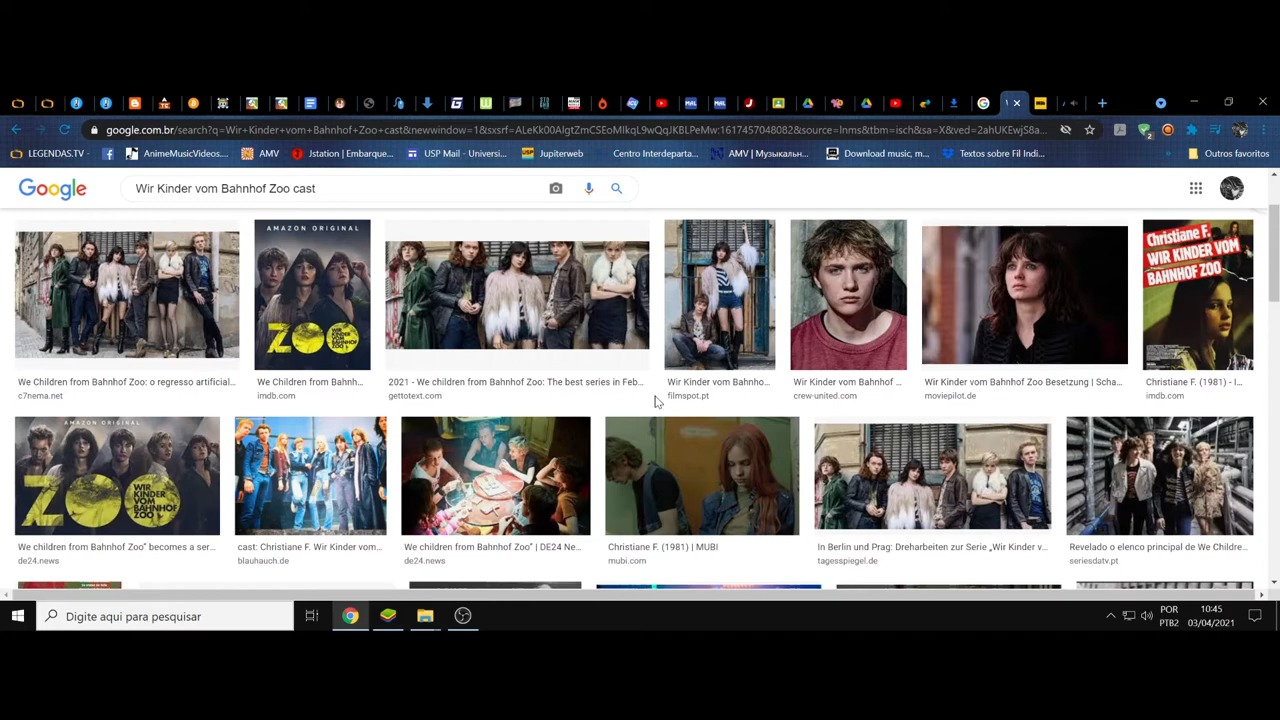 google.com.br/search?q=Wir+Kinder+vom+Bahnhof+Zoo+cast&newwindow=1&sxsrf=ALeKk00AIgtZmCSEoMIkqL9wQqJKBLPeMw:1617457048082&source=lnms&tbm=isch&sa=X&ved=2ahUKEwjS8a...
LEGENDAS.TV - AnimeMusicVideos... AMV Jstation | Embarque... USP Mail - Universi... Jupiterweb Centro Interdeparta... AMV | Музыкальн... Download music, m... Textos sobre Fil Indi... » Outros favoritos
Google Wir Kinder vom Bahnhof Zoo cast
AMAZON ORIGINAL
ZOO WIR KINDER VOM BAHNHOF ZOO
Christiane F. WIR KINDER VOM BAHNHOF ZOO
We Children from Bahnhof Zoo: o regresso artificial... We Children from Bahnh... 2021 - We children from Bahnhof Zoo: The best series in Feb... Wir Kinder vom Bahnho... Wir Kinder vom Bahnhof ... Wir Kinder vom Bahnhof Zoo Besetzung | Scha... Christiane F. (1981) - I...
c7nema.net imdb.com gettotext.com filmspot.pt crew-united.com moviepilot.de imdb.com
AMAZON ORIGINAL
ZOO WIR KINDER VOM BAHNHOF ZOO
We children from Bahnhof Zoo" becomes a ser... cast: Christiane F. Wir Kinder vom... We children from Bahnhof Zoo" | DE24 Ne... Christiane F. (1981) | MUBI In Berlin und Prag: Dreharbeiten zur Serie „Wir Kinder v... Revelado o elenco principal de We Childre...
de24.news blauhauch.de de24.news mubi.com tagesspiegel.de seriesdatv.pt
Digite aqui para pesquisar
POR 10:45
PTB2 03/04/2021